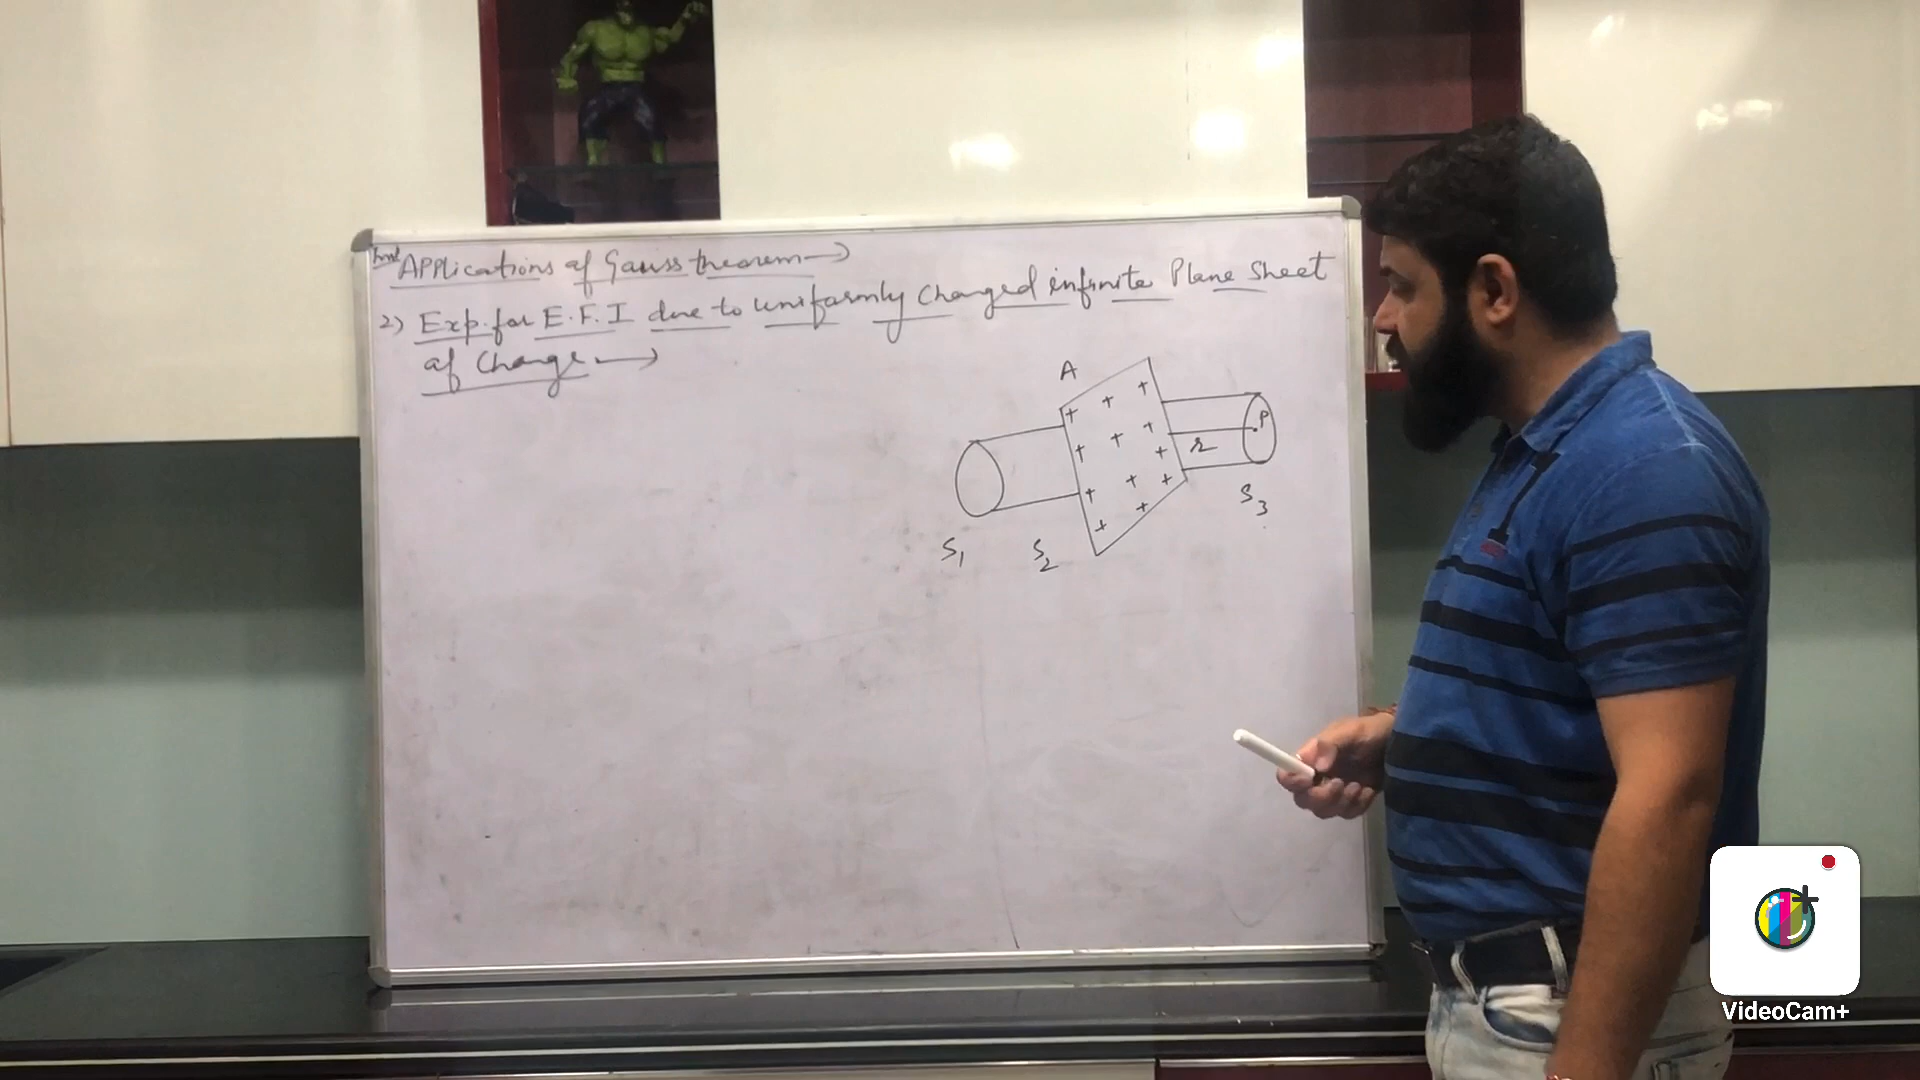 Applications of Gauss theorem →
2) Exp. for E.F.I due to uniformly Charged infinite Plane Sheet
of Charge →
A
P
r
S3
S1 S2
VideoCam+